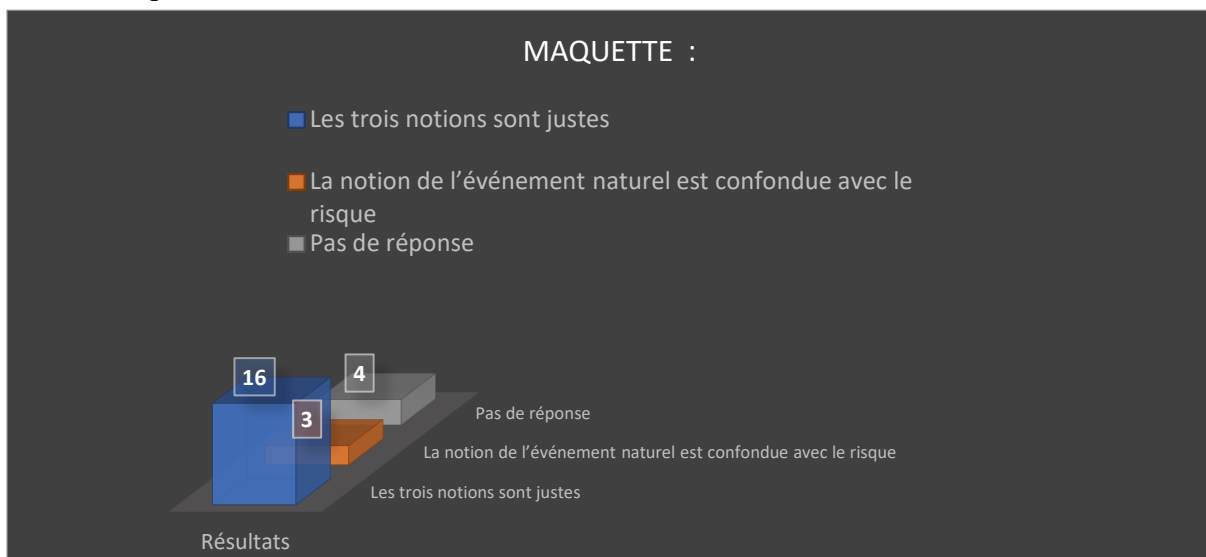 MAQUETTE :
Les trois notions sont justes
La notion de l’événement naturel est confondue avec le
risque
Pas de réponse
16
4
3
Pas de réponse
La notion de l’événement naturel est confondue avec le risque
Les trois notions sont justes
Résultats